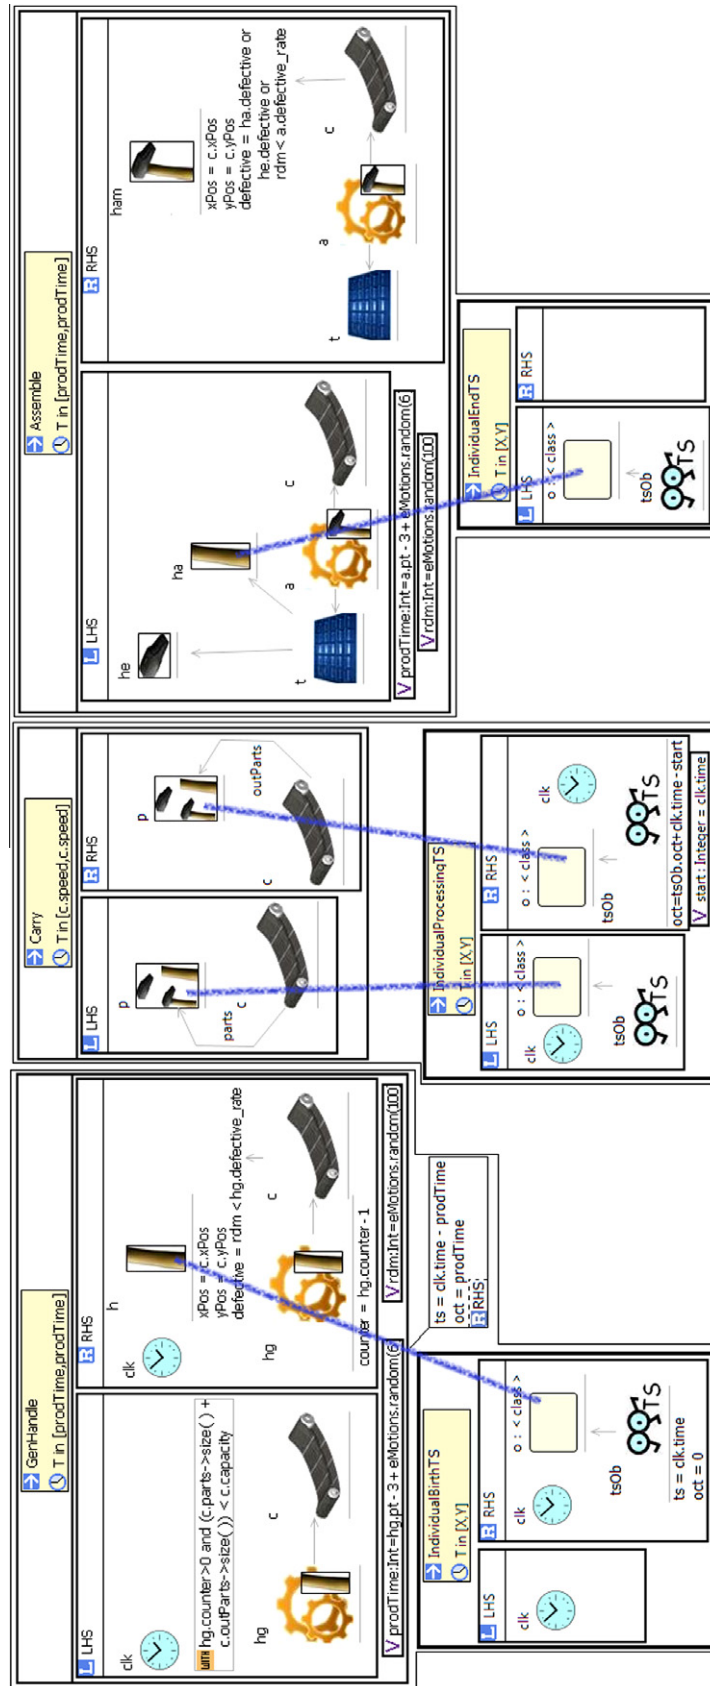 GenHandle
T in [prodTime,prodTime]
L LHS
clk
WITH hg.counter>0 and (c.parts->size() +
c.outParts->size()) < c.capacity
hg
c
R RHS
clk
h
xPos = c.xPos
yPos = c.yPos
defective = rdm < hg.defective_rate
hg
c
counter = hg.counter - 1
V prodTime:Int=hg.pt - 3 + eMotions.random(6
V rdm:Int=eMotions.random(100)
ts = clk.time - prodTime
oct = prodTime
R RHS;
IndividualBirthTS
T in [X,Y]
L LHS
clk
R RHS
clk
o : < class >
tsOb
TS
ts = clk.time
oct = 0
Carry
T in [c.speed,c.speed]
L LHS
p
parts
c
R RHS
p
outParts
c
IndividualProcessingTS
T in [X,Y]
L LHS
clk
o : < class >
tsOb
TS
R RHS
o : < class >
clk
tsOb
TS
oct=tsOb.oct+clk.time-start
V start : Integer = clk.time
Assemble
T in [prodTime,prodTime]
L LHS
he
ha
t
a
c
R RHS
ham
xPos = c.xPos
yPos = c.yPos
defective = ha.defective or
he.defective or
rdm < a.defective_rate
t
a
c
V prodTime:Int=a.pt - 3 + eMotions.random(6
V rdm:Int=eMotions.random(100)
IndividualEndTS
T in [X,Y]
L LHS
o : < class >
tsOb
TS
R RHS